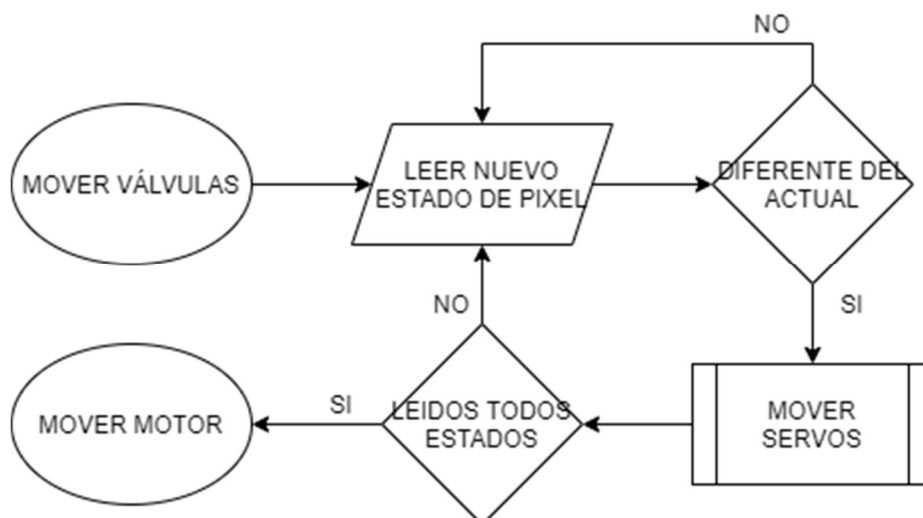 NO
MOVER VÁLVULAS
LEER NUEVO
ESTADO DE PIXEL
DIFERENTE DEL
ACTUAL
NO
SI
MOVER MOTOR
SI
LEIDOS TODOS
ESTADOS
MOVER
SERVOS